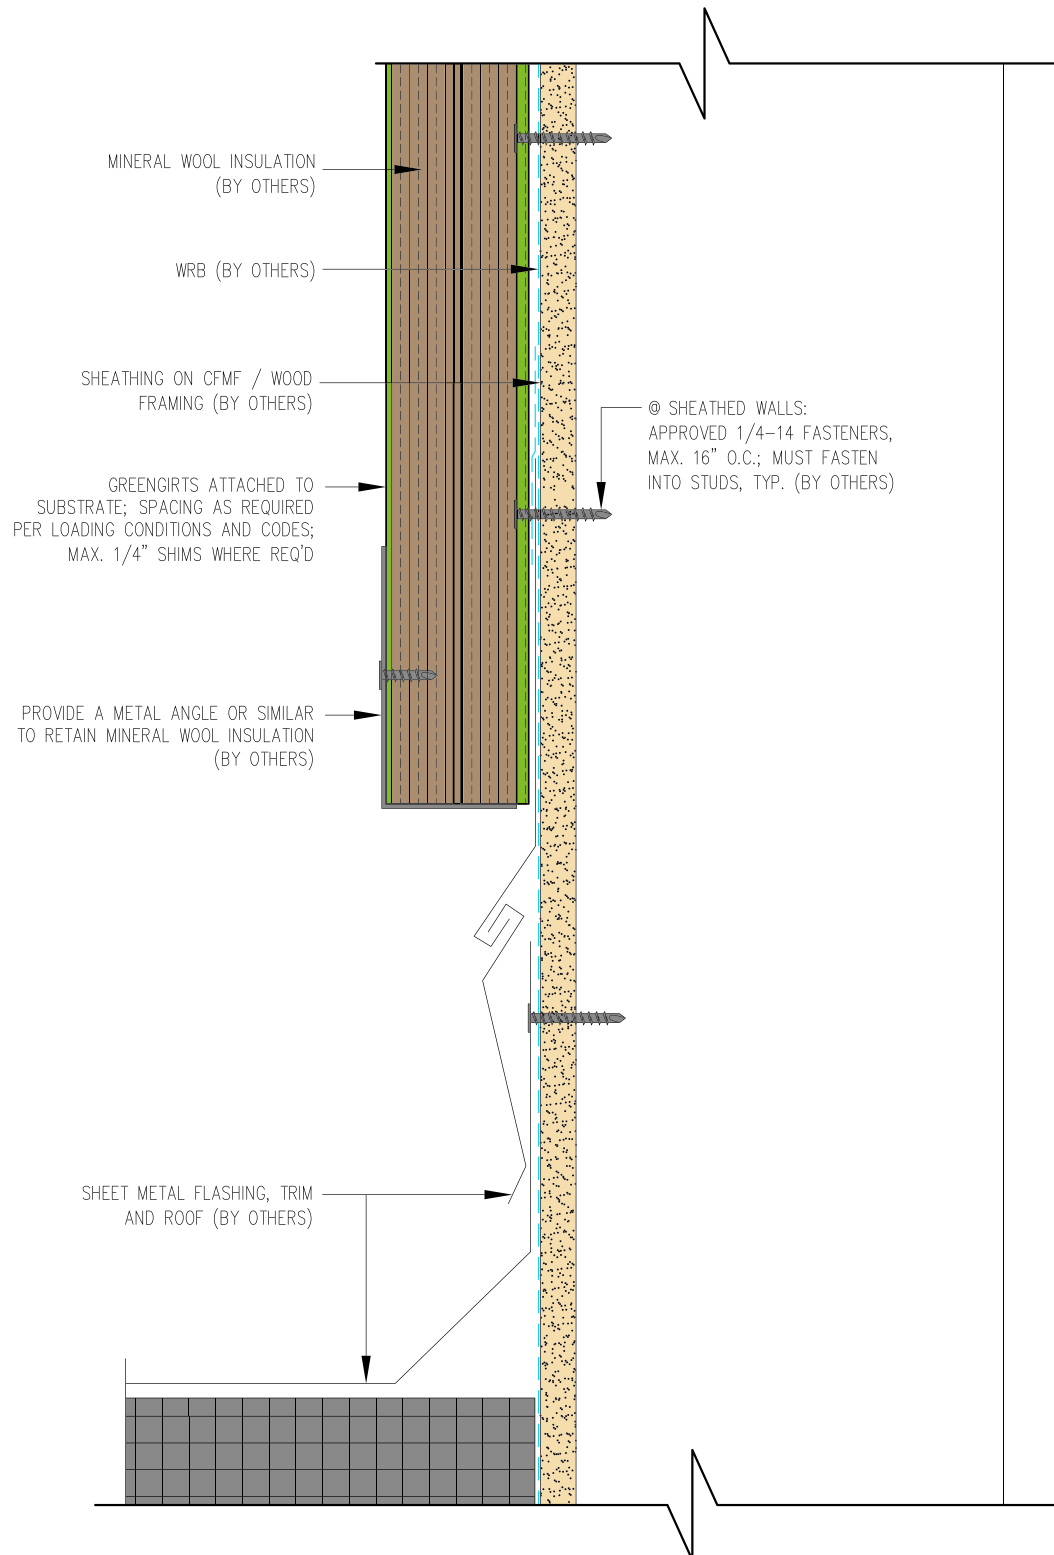 MINERAL WOOL INSULATION
(BY OTHERS)
WRB (BY OTHERS)
SHEATHING ON CFMF / WOOD
FRAMING (BY OTHERS)
@ SHEATHED WALLS:
APPROVED 1/4-14 FASTENERS,
MAX. 16" O.C.; MUST FASTEN
INTO STUDS, TYP. (BY OTHERS)
GREENGIRTS ATTACHED TO
SUBSTRATE; SPACING AS REQUIRED
PER LOADING CONDITIONS AND CODES;
MAX. 1/4" SHIMS WHERE REQ'D
PROVIDE A METAL ANGLE OR SIMILAR
TO RETAIN MINERAL WOOL INSULATION
(BY OTHERS)
SHEET METAL FLASHING, TRIM
AND ROOF (BY OTHERS)